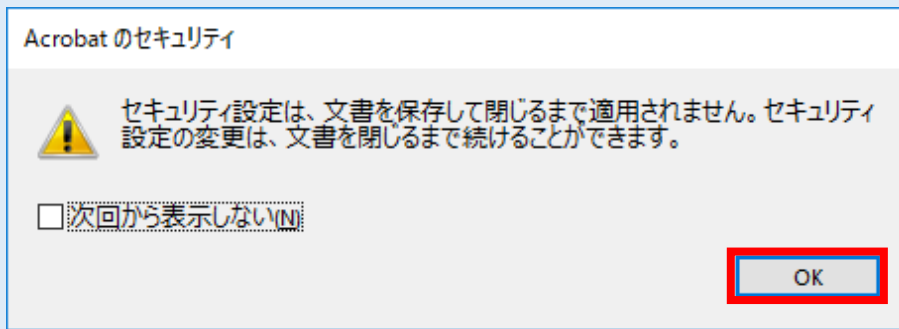 Acrobat のセキュリティ
セキュリティ設定は、文書を保存して閉じるまで適用されません。セキュリティ
設定の変更は、文書を閉じるまで続けることができます。
次回から表示しない(N)
OK